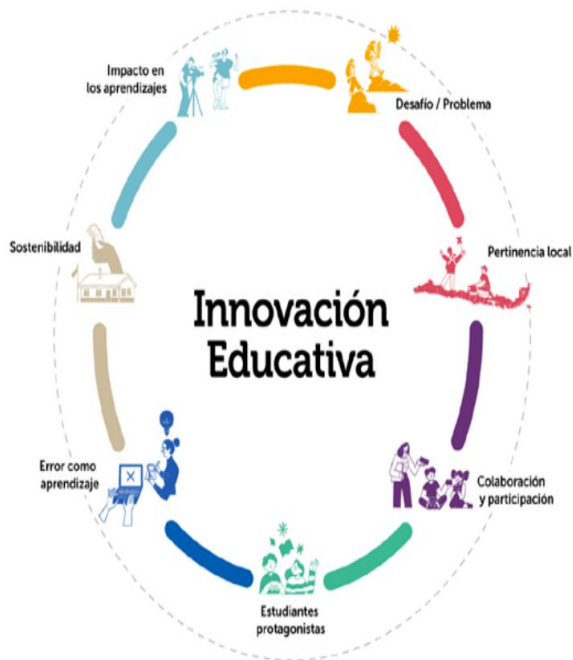 Impacto en
los aprendizajes
Desafío / Problema
Sostenibilidad
Pertinencia local
Innovación
Educativa
Error como
aprendizaje
Colaboración
y participación
Estudiantes
protagonistas